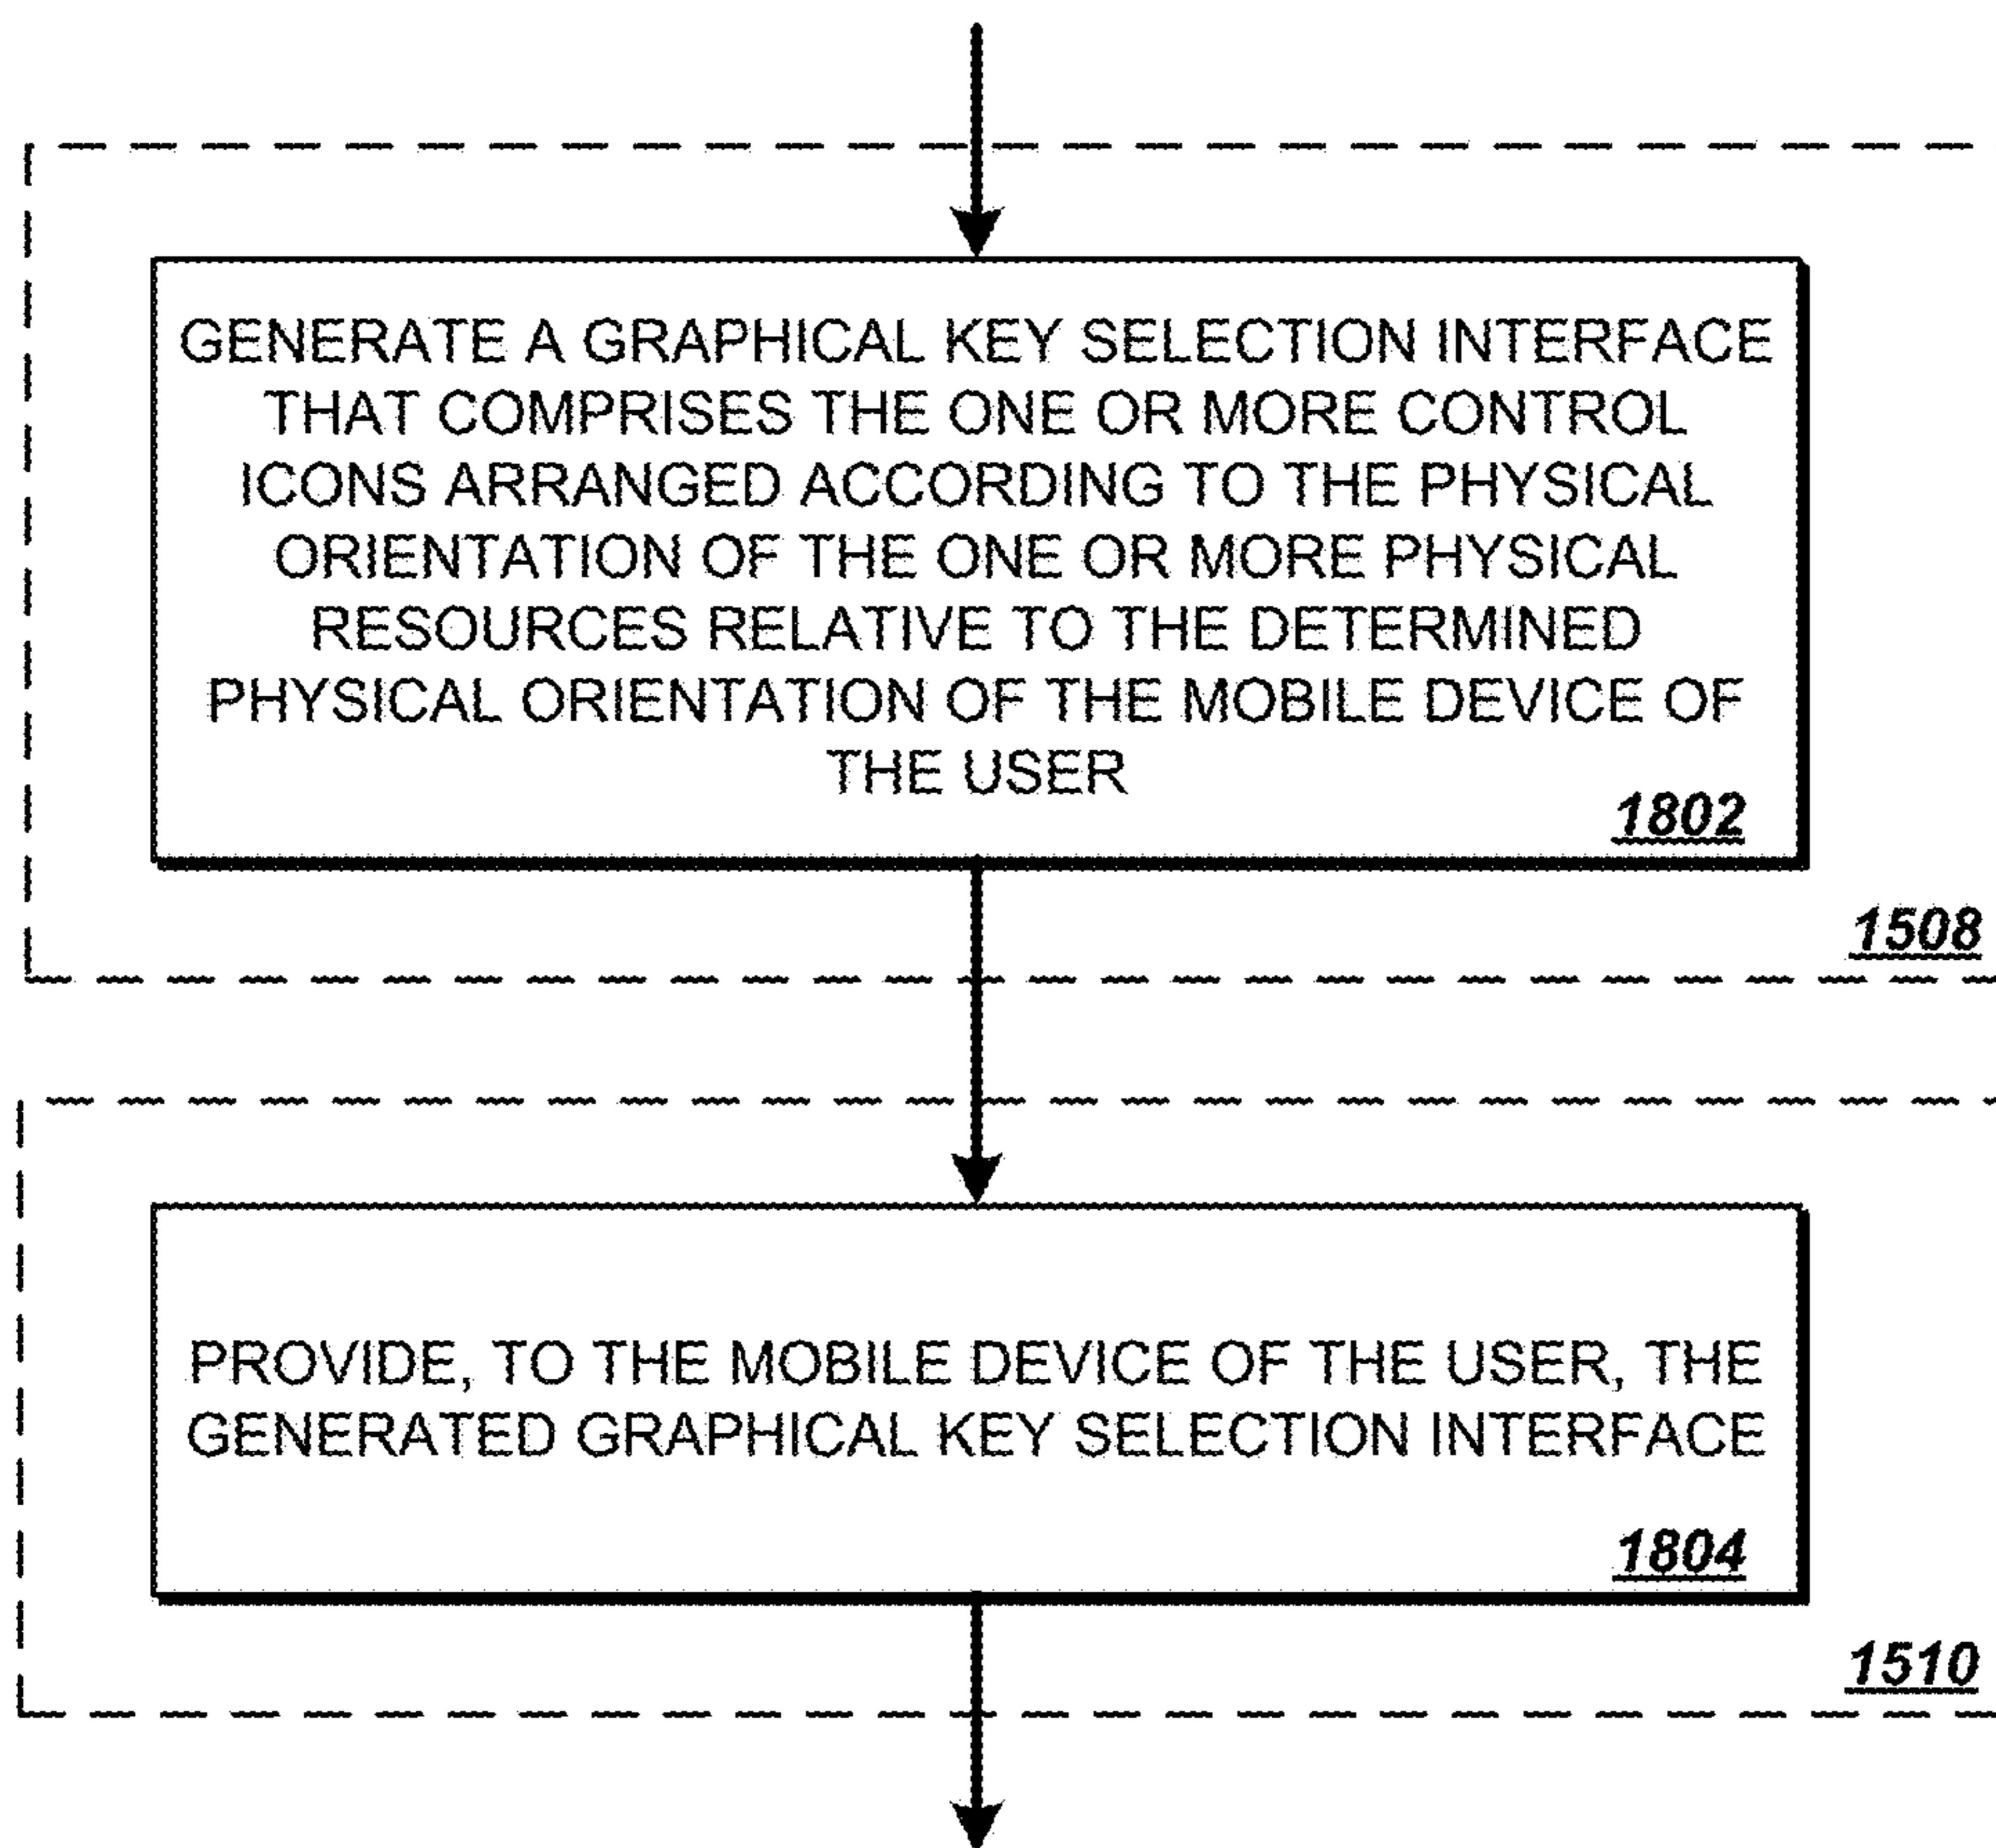 GENERATE A GRAPHICAL KEY SELECTION INTERFACE
THAT COMPRISES THE ONE OR MORE CONTROL
ICONS ARRANGED ACCORDING TO THE PHYSICAL
ORIENTATION OF THE ONE OR MORE PHYSICAL
RESOURCES RELATIVE TO THE DETERMINED
PHYSICAL ORIENTATION OF THE MOBILE DEVICE OF
THE USER
1802
1508
PROVIDE, TO THE MOBILE DEVICE OF THE USER, THE
GENERATED GRAPHICAL KEY SELECTION INTERFACE
1804
1510